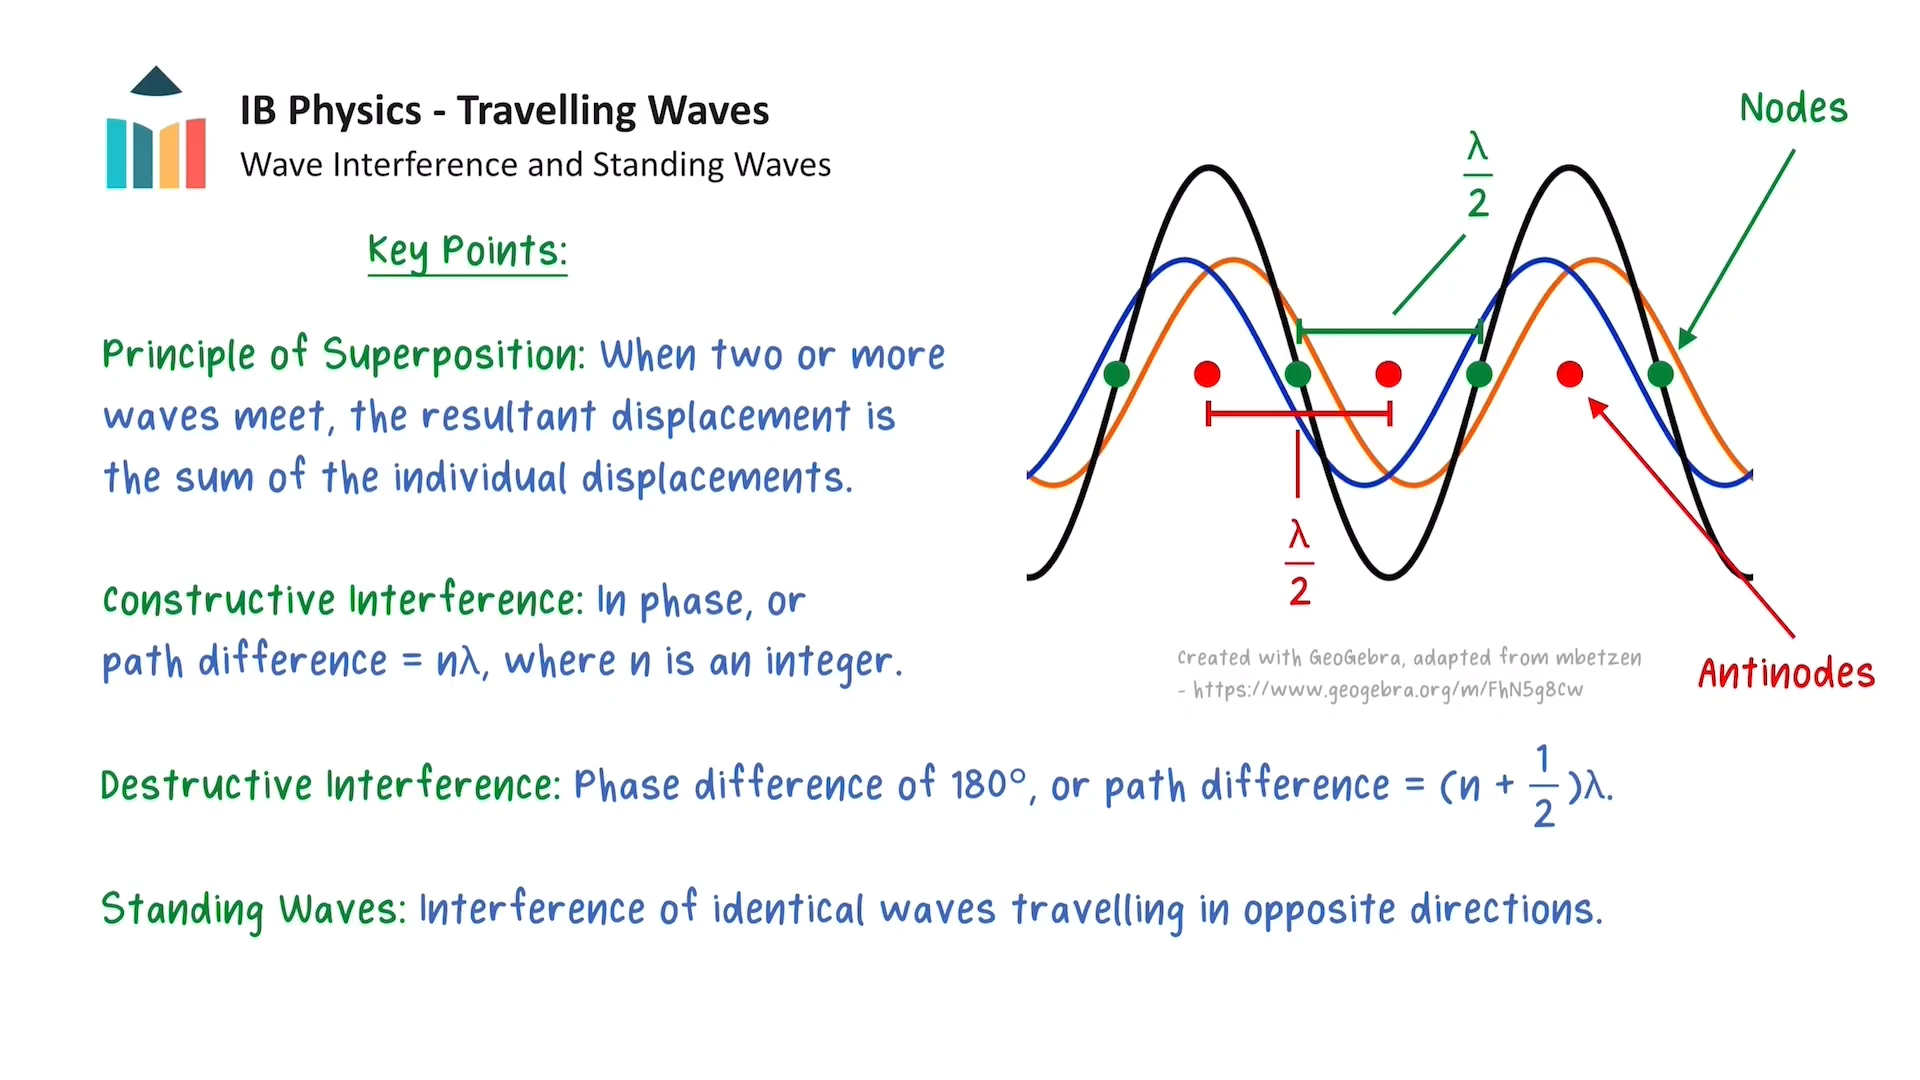 IB Physics - Travelling Waves
Wave Interference and Standing Waves
Key Points:
Principle of Superposition: When two or more
waves meet, the resultant displacement is
the sum of the individual displacements.
Constructive Interference: In phase, or
path difference = nλ, where n is an integer.
Destructive Interference: Phase difference of 180°, or path difference = (n + 1/2)λ.
Standing Waves: Interference of identical waves travelling in opposite directions.
Nodes
λ/2
λ/2
Antinodes
Created with GeoGebra, adapted from mbetzen
- https://www.geogebra.org/m/FhN5g8cw